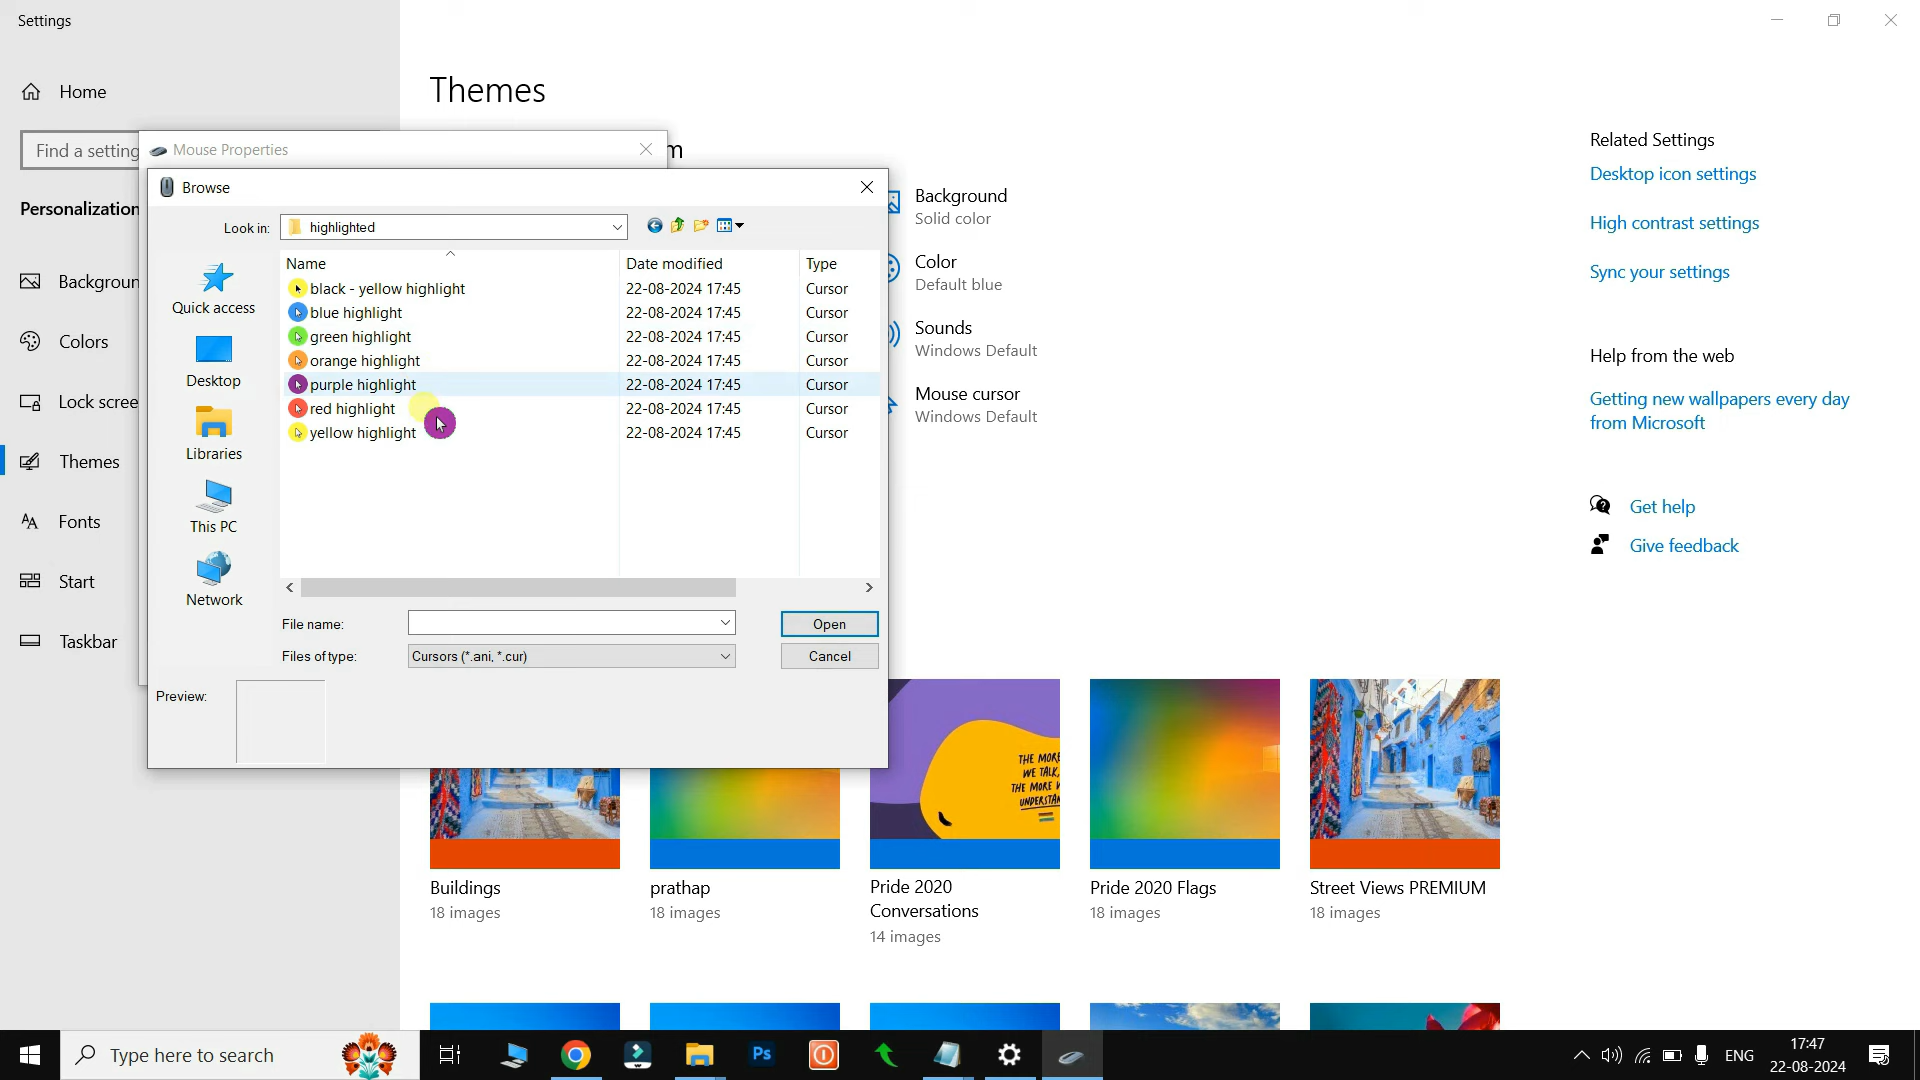 Settings
Home
Find a setting
Personalization
Background
Colors
Lock scree
Themes
Fonts
Start
Taskbar
Themes
m
Background
Solid color
Color
Default blue
Sounds
Windows Default
Mouse cursor
Windows Default
Related Settings
Desktop icon settings
High contrast settings
Sync your settings
Help from the web
Getting new wallpapers every day
from Microsoft
Get help
Give feedback
Mouse Properties
Browse
Look in:
highlighted
Quick access
Desktop
Libraries
This PC
Network
Name Date modified Type
black - yellow highlight 22-08-2024 17:45 Cursor
blue highlight 22-08-2024 17:45 Cursor
green highlight 22-08-2024 17:45 Cursor
orange highlight 22-08-2024 17:45 Cursor
purple highlight 22-08-2024 17:45 Cursor
red highlight 22-08-2024 17:45 Cursor
yellow highlight 22-08-2024 17:45 Cursor
File name:
Open
Files of type:
Cursors (*.ani, *.cur)
Cancel
Preview:
THE MORE
WE TALK,
THE MORE W
UNDERSTAN
Buildings
18 images
prathap
18 images
Pride 2020
Conversations
14 images
Pride 2020 Flags
18 images
Street Views PREMIUM
18 images
Type here to search
Ps
ENG
17:47
22-08-2024